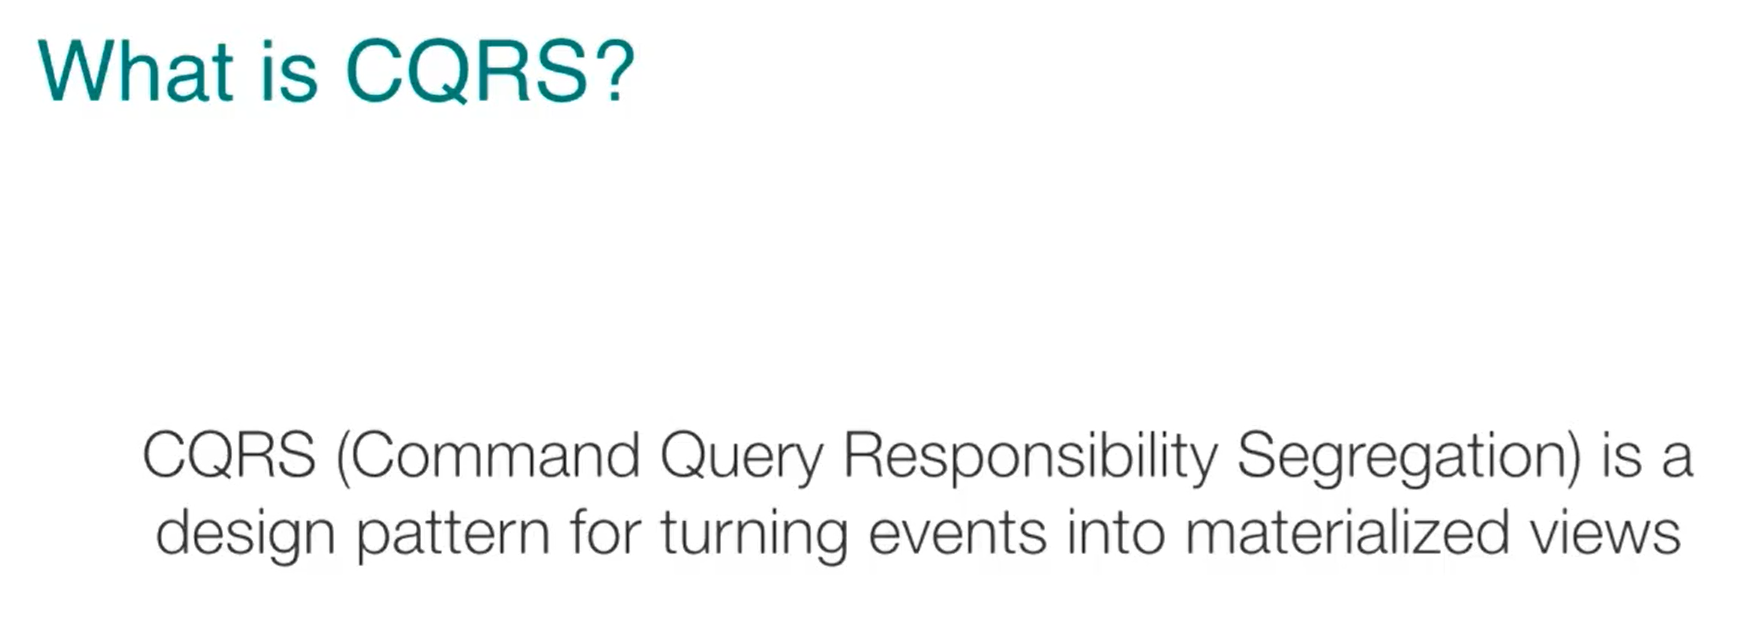 What is CQRS?
CQRS (Command Query Responsibility Segregation) is a
design pattern for turning events into materialized views